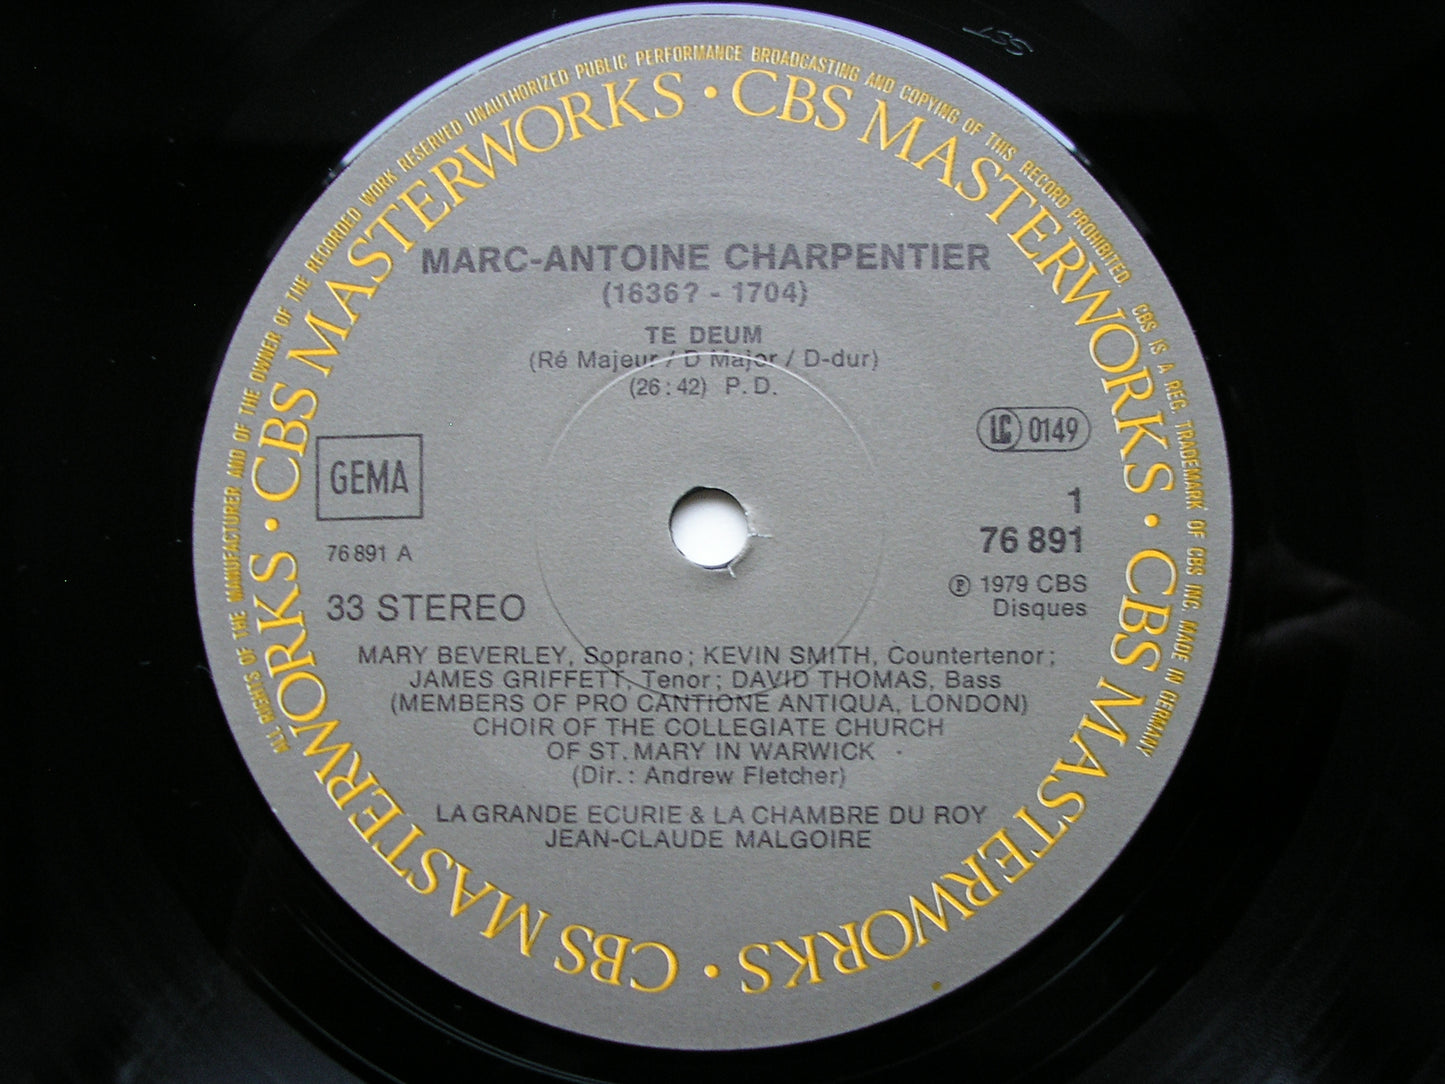 SST
ALL RIGHTS OF THE MANUFACTURER AND OF THE OWNER OF THE RECORDED WORK RESERVED UNAUTHORIZED PUBLIC PERFORMANCE BROADCASTING AND COPYING OF THIS RECORD PROHIBITED CBS IS A REG. TRADEMARK OF CBS INC. MADE IN GERMANY
CBS MASTERWORKS · CBS MASTERWORKS · CBS MASTERWORKS · CBS MASTERWORKS ·
MARC-ANTOINE CHARPENTIER
(1636? - 1704)
TE DEUM
(Ré Majeur / D Major / D-dur)
(26:42) P.D.
LC 0149
GEMA
1
76 891
76 891 A
℗ 1979 CBS
Disques
33 STEREO
MARY BEVERLEY, Soprano; KEVIN SMITH, Countertenor;
JAMES GRIFFETT, Tenor; DAVID THOMAS, Bass
(MEMBERS OF PRO CANTIONE ANTIQUA, LONDON)
CHOIR OF THE COLLEGIATE CHURCH
OF ST. MARY IN WARWICK
(Dir.: Andrew Fletcher)
LA GRANDE ECURIE & LA CHAMBRE DU ROY
JEAN-CLAUDE MALGOIRE